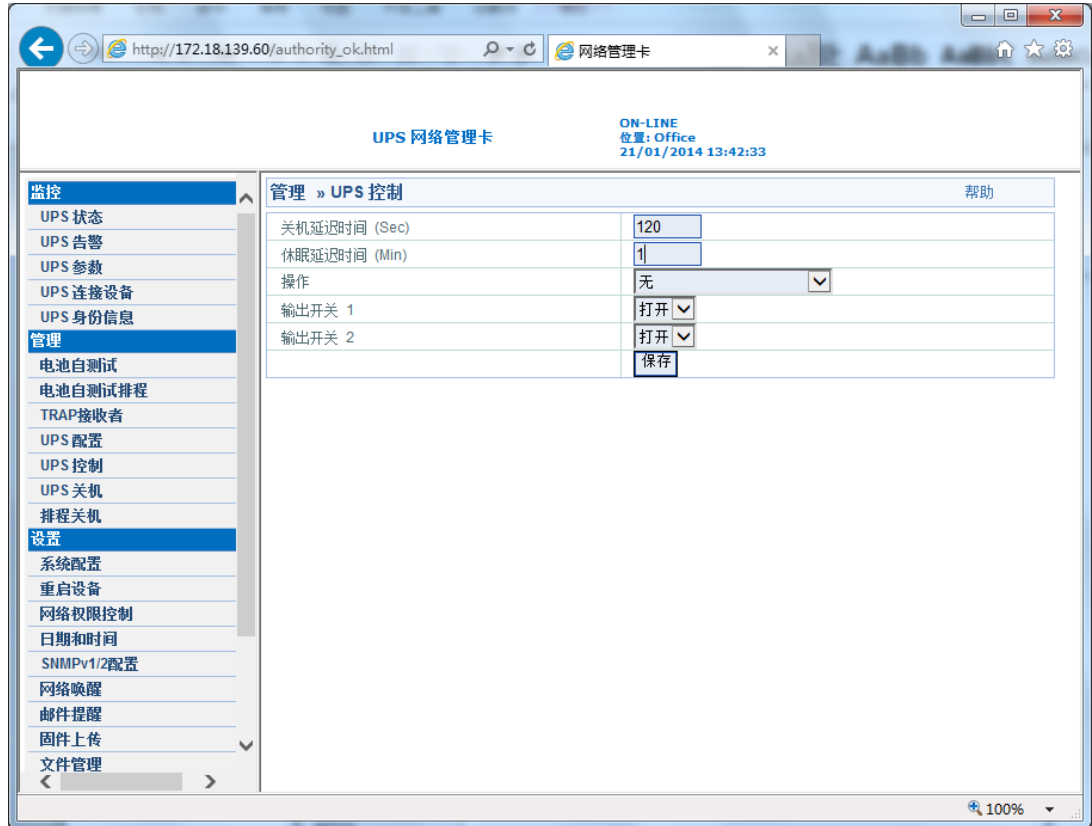 http://172.18.139.60/authority_ok.html
网络管理卡
UPS 网络管理卡
ON-LINE
位置: Office
21/01/2014 13:42:33
监控
UPS 状态
UPS 告警
UPS 参数
UPS 连接设备
UPS 身份信息
管理
电池自测试
电池自测试排程
TRAP接收者
UPS 配置
UPS 控制
UPS 关机
排程关机
设置
系统配置
重启设备
网络权限控制
日期和时间
SNMPv1/2配置
网络唤醒
邮件提醒
固件上传
文件管理
管理 » UPS 控制
帮助
关机延迟时间 (Sec) 120
休眠延迟时间 (Min) 1
操作 无
输出开关 1 打开
输出开关 2 打开
保存
100%